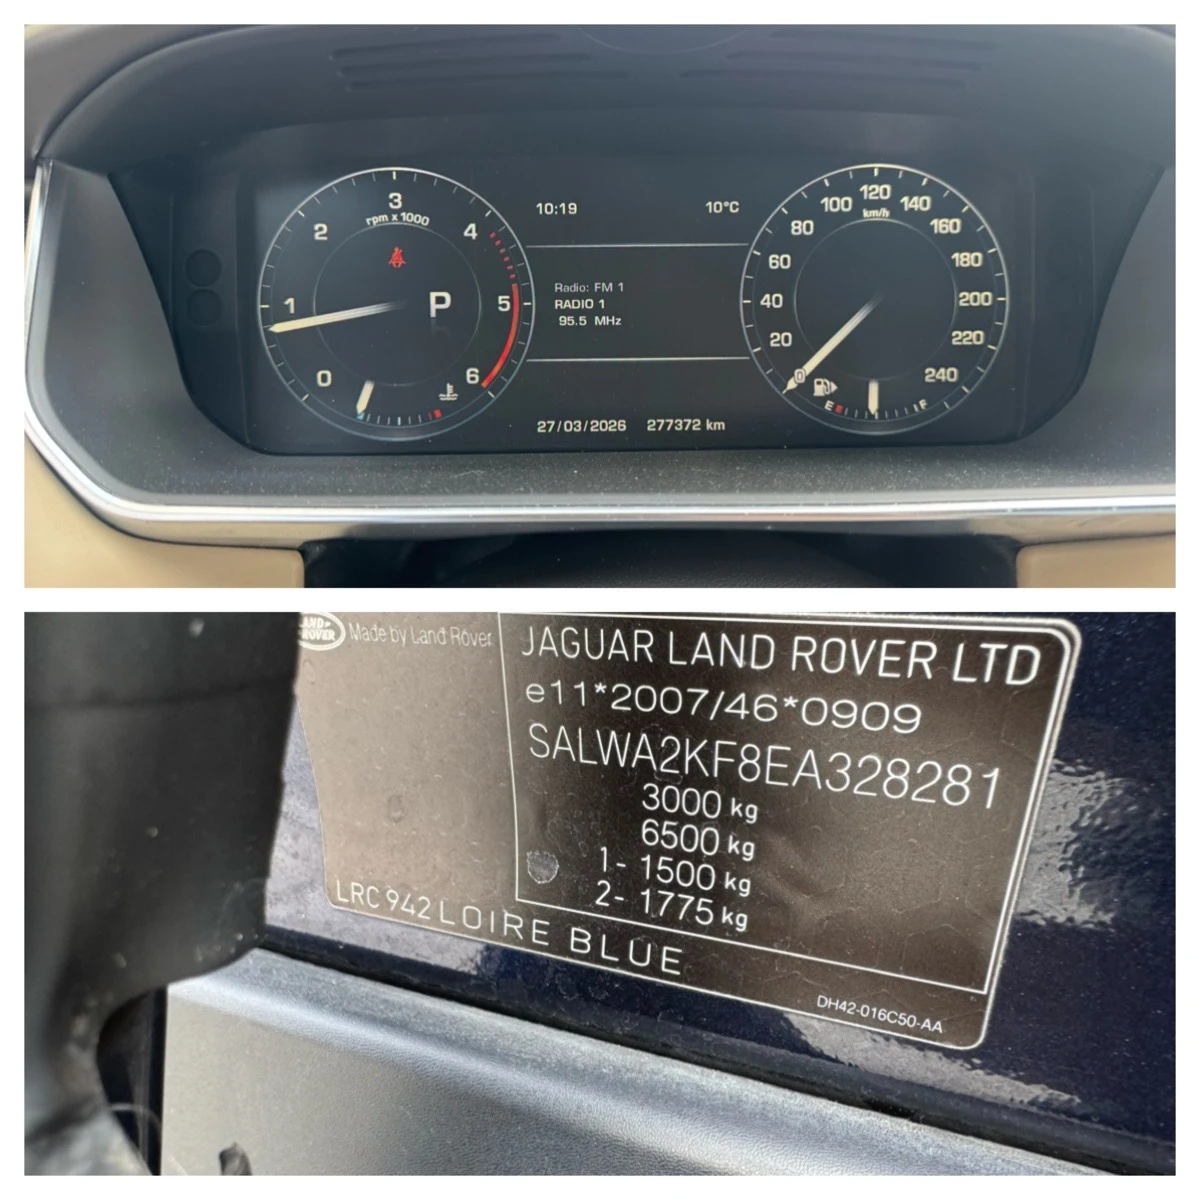 3
rpm x 1000
2
4
1
P
5
0
6
10:19
10°C
Radio: FM 1
RADIO 1
95.5 MHz
27/03/2026 277372 km
120
100
140
km/h
80
160
60
180
40
200
20
220
0
240
E
F
LAND-
ROVER
Made by Land Rover
JAGUAR LAND ROVER LTD
e11*2007/46*0909
SALWA2KF8EA328281
3000 kg
6500 kg
1- 1500 kg
2- 1775 kg
LRC 942 LOIRE BLUE
DH42-016C50-AA